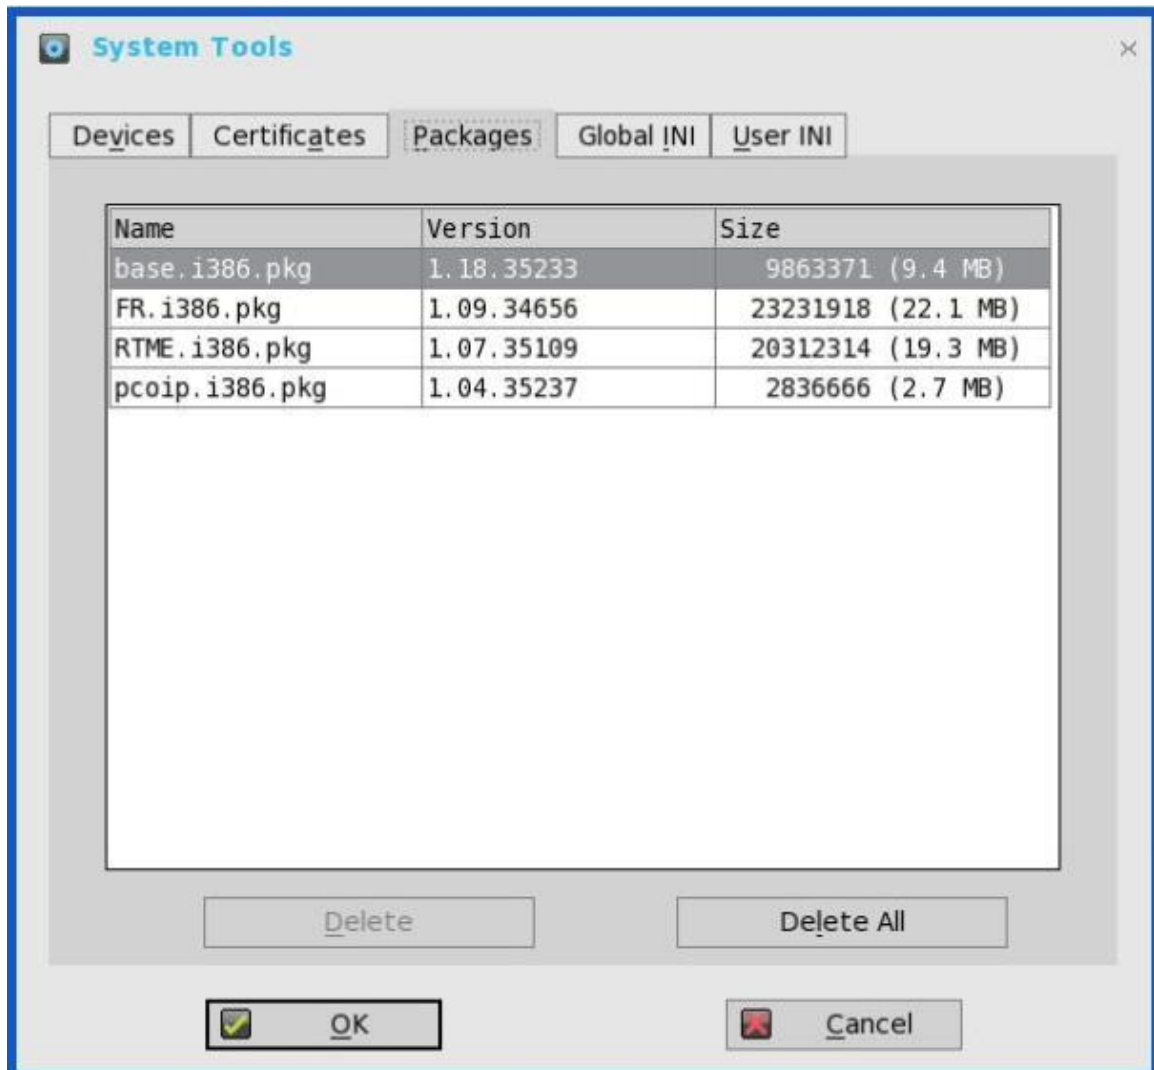 System Tools
Devices Certificates Packages Global INI User INI
Name Version Size
base.i386.pkg 1.18.35233 9863371 (9.4 MB)
FR.i386.pkg 1.09.34656 23231918 (22.1 MB)
RTME.i386.pkg 1.07.35109 20312314 (19.3 MB)
pcoip.i386.pkg 1.04.35237 2836666 (2.7 MB)
Delete Delete All
OK Cancel